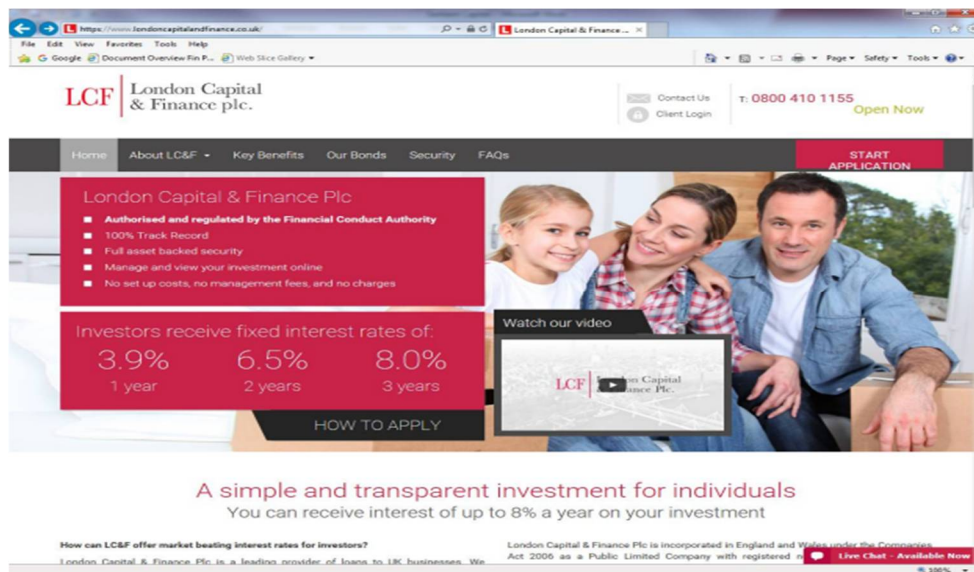 https://www.londoncapitalandfinance.co.uk/
London Capital & Finance ...
File Edit View Favorites Tools Help
Google Document Overview Fin P... Web Slice Gallery
Page Safety Tools
LCF London Capital & Finance plc.
Contact Us
Client Login
T: 0800 410 1155
Open Now
Home About LC&F Key Benefits Our Bonds Security FAQs
START
APPLICATION
London Capital & Finance Plc
Authorised and regulated by the Financial Conduct Authority
100% Track Record
Full asset backed security
Manage and view your investment online
No set up costs, no management fees, and no charges
Investors receive fixed interest rates of:
3.9% 6.5% 8.0%
1 year 2 years 3 years
HOW TO APPLY
Watch our video
LCF London Capital
& Finance Plc.
A simple and transparent investment for individuals
You can receive interest of up to 8% a year on your investment
How can LC&F offer market beating interest rates for investors?
London Capital & Finance Plc is a leading provider of loans to UK businesses. We
London Capital & Finance Plc is incorporated in England and Wales under the Companies
Act 2006 as a Public Limited Company with registered
Live Chat - Available Now
100%